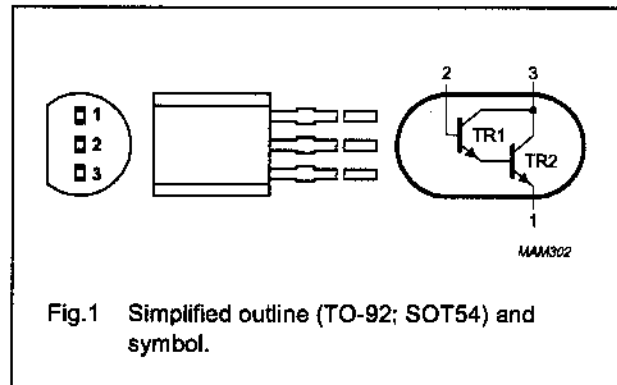 2 3
1
2
3
TR1
TR2
1
MAM302
Fig.1 Simplified outline (TO-92; SOT54) and
symbol.